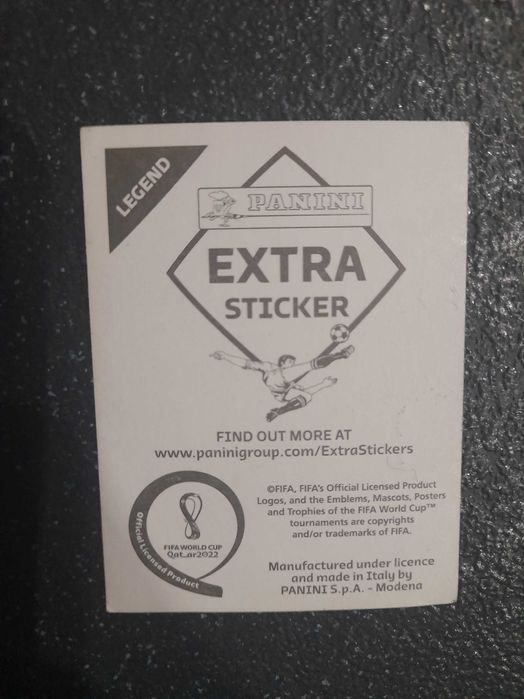 LEGEND
PANINI
EXTRA
STICKER
FIND OUT MORE AT
www.paninigroup.com/ExtraStickers
©FIFA, FIFA's Official Licensed Product
Logos, and the Emblems, Mascots, Posters
and Trophies of the FIFA World Cup™
tournaments are copyrights
and/or trademarks of FIFA.
FIFA WORLD CUP
Qat_ar2022
Official Licensed Product
Manufactured under licence
and made in Italy by
PANINI S.p.A. - Modena